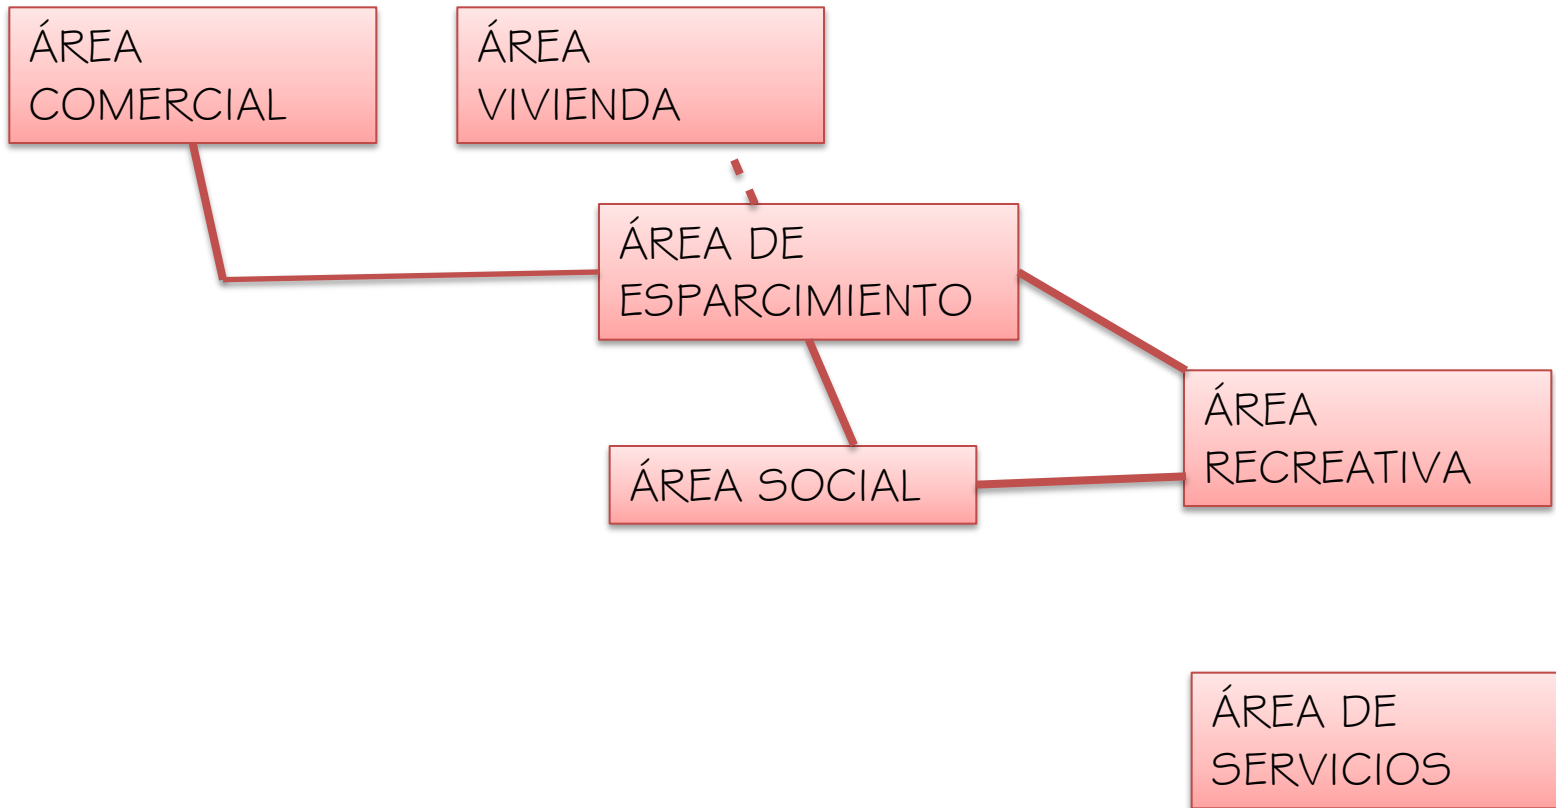 ÁREA
COMERCIAL
ÁREA
VIVIENDA
ÁREA DE
ESPARCIMIENTO
ÁREA
RECREATIVA
ÁREA SOCIAL
ÁREA DE
SERVICIOS